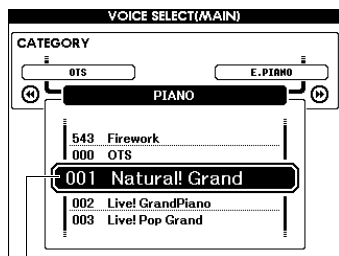 VOICE SELECT(MAIN)
CATEGORY
OTS
E.PIANO
PIANO
543 Firework
000 OTS
001 Natural! Grand
002 Live! GrandPiano
003 Live! Pop Grand